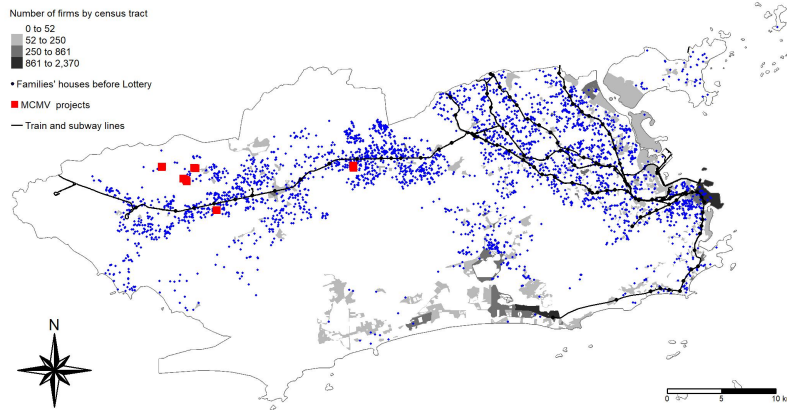 Number of firms by census tract
0 to 52
52 to 250
250 to 861
861 to 2,370
Families' houses before Lottery
MCMV projects
Train and subway lines
N
0 5 10 km